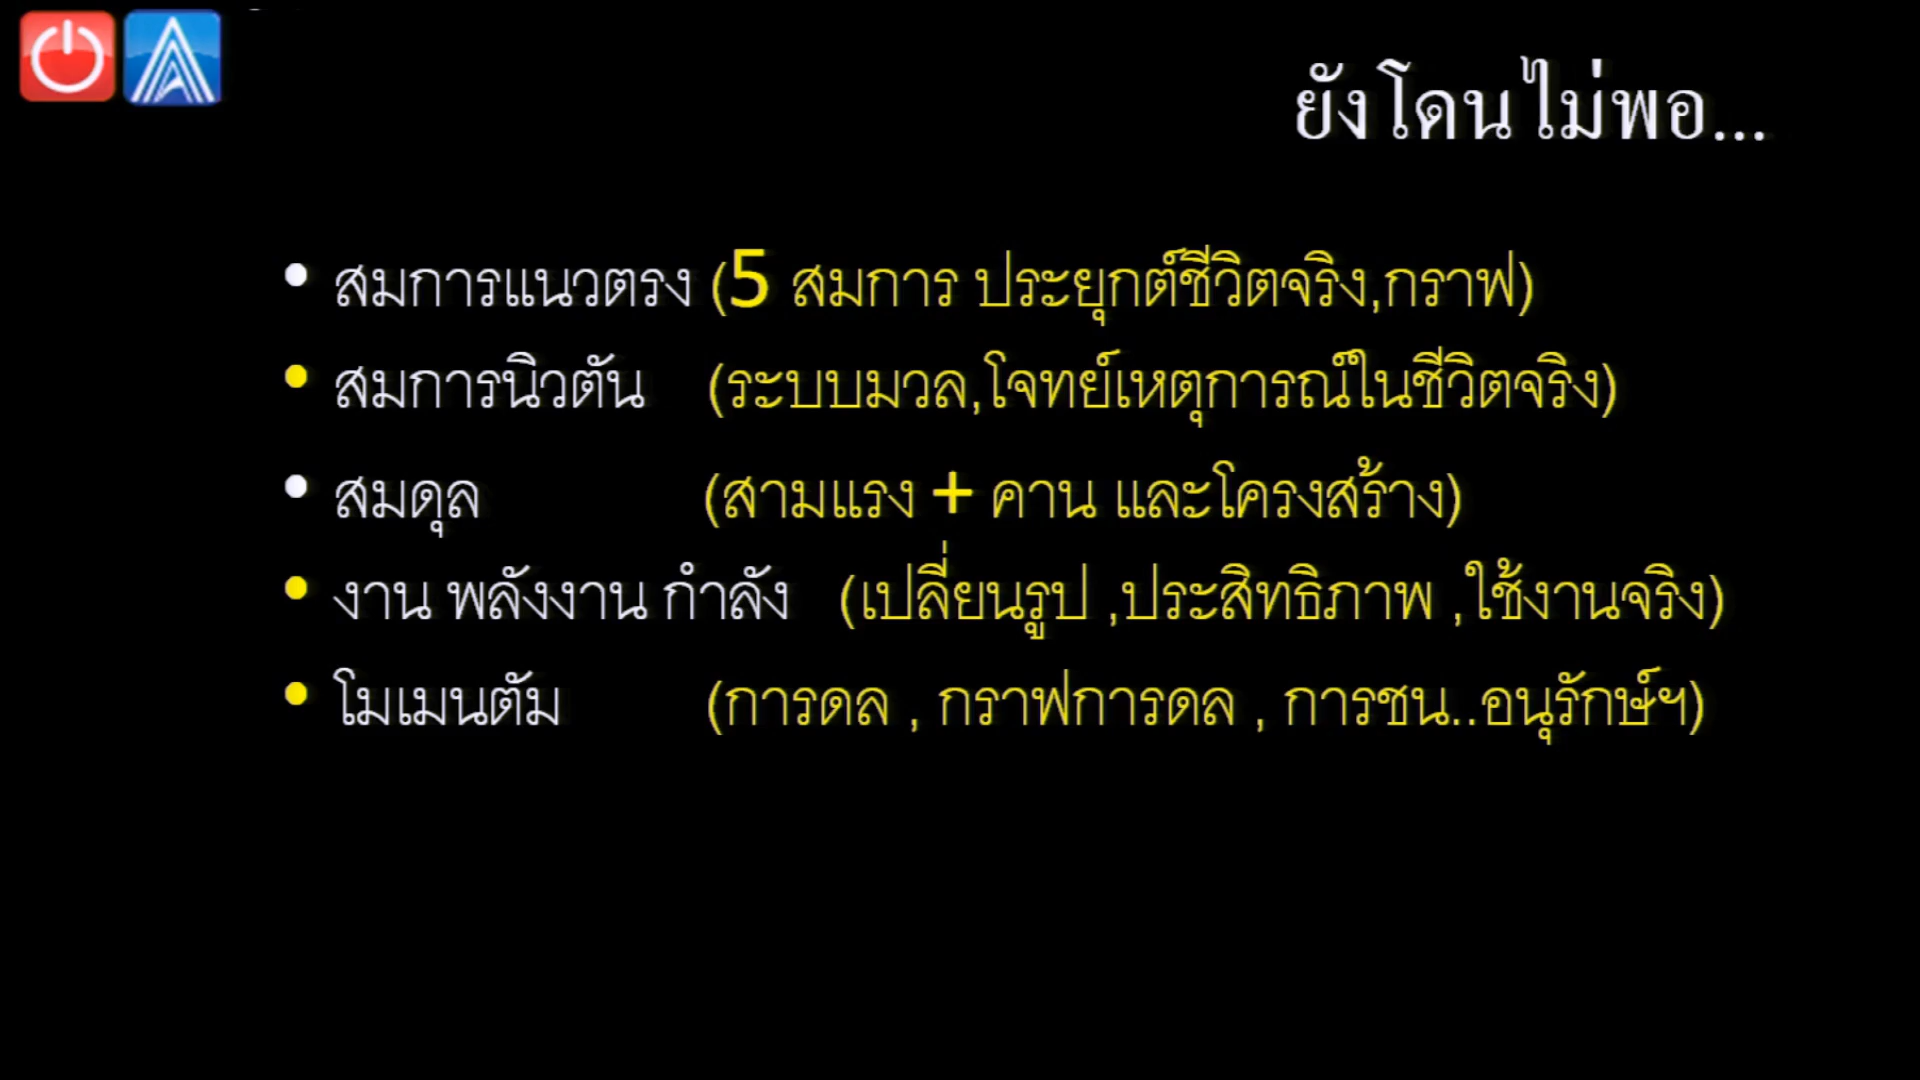 ยังโดนไม่พอ...
• สมการแนวตรง (5 สมการ ประยุกต์ชีวิตจริง,กราฟ)
• สมการนิวตัน (ระบบมวล,โจทย์เหตุการณ์ในชีวิตจริง)
• สมดุล (สามแรง + คาน และโครงสร้าง)
• งาน พลังงาน กำลัง (เปลี่ยนรูป ,ประสิทธิภาพ ,ใช้งานจริง)
• โมเมนตัม (การดล , กราฟการดล , การชน..อนุรักษ์ฯ)